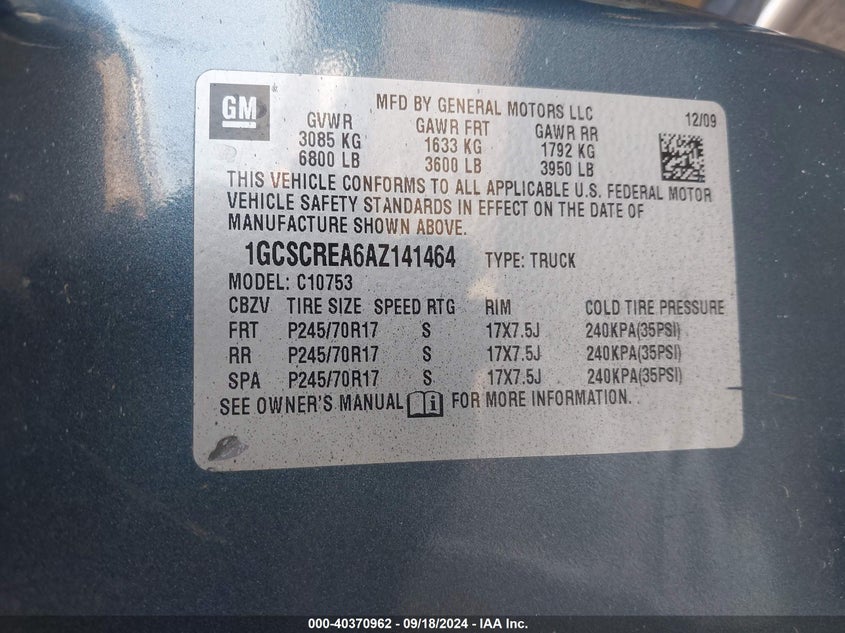 GM
MFD BY GENERAL MOTORS LLC
12/09
GVWR GAWR FRT GAWR RR
3085 KG 1633 KG 1792 KG
6800 LB 3600 LB 3950 LB
THIS VEHICLE CONFORMS TO ALL APPLICABLE U.S. FEDERAL MOTOR
VEHICLE SAFETY STANDARDS IN EFFECT ON THE DATE OF
MANUFACTURE SHOWN ABOVE.
1GCSCREA6AZ141464 TYPE: TRUCK
MODEL: C10753
CBZV TIRE SIZE SPEED RTG RIM COLD TIRE PRESSURE
FRT P245/70R17 S 17X7.5J 240KPA(35PSI)
RR P245/70R17 S 17X7.5J 240KPA(35PSI)
SPA P245/70R17 S 17X7.5J 240KPA(35PSI)
SEE OWNER'S MANUAL i FOR MORE INFORMATION.
000-40370962 - 09/18/2024 - IAA Inc.